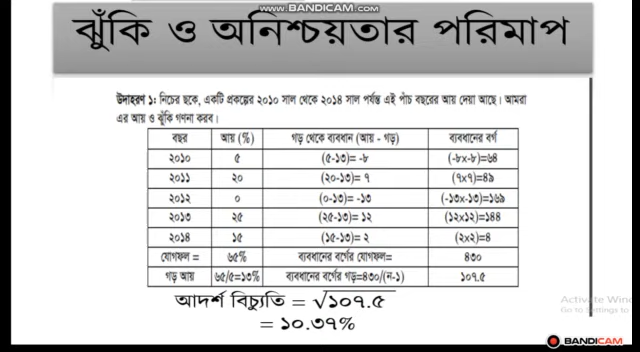 www.BANDICAM.com
ঝুঁকি ও অনিশ্চয়তার পরিমাপ
উদাহরণ ১: নিচের ছকে, একটি প্রকল্পের ২০১০ সাল থেকে ২০১৪ সাল পর্যন্ত এই পাঁচ বছরের আয় দেয়া আছে। আমরা
এর আয় ও ঝুঁকি গণনা করব।
বছর আয় (%) গড় থেকে ব্যবধান (আয় - গড়) ব্যবধানের বর্গ
২০১০ ৫ (৫-১৩)= -৮ (-৮x-৮)=৬৪
২০১১ ২০ (২০-১৩)= ৭ (৭x৭)=৪৯
২০১২ ০ (০-১৩)= -১৩ (-১৩x-১৩)=১৬৯
২০১৩ ২৫ (২৫-১৩)= ১২ (১২x১২)=১৪৪
২০১৪ ১৫ (১৫-১৩)= ২ (২x২)=৪
যোগফল = ৬৫% ব্যবধানের বর্গের যোগফল= ৪৩০
গড় আয় ৬৫/৫=১৩% ব্যবধানের বর্গের গড়=৪৩০/(ন-১) ১০৭.৫
আদর্শ বিচ্যুতি = √১০৭.৫
= ১০.৩৭%
Activate Wind
Go to Settings to
BANDICAM